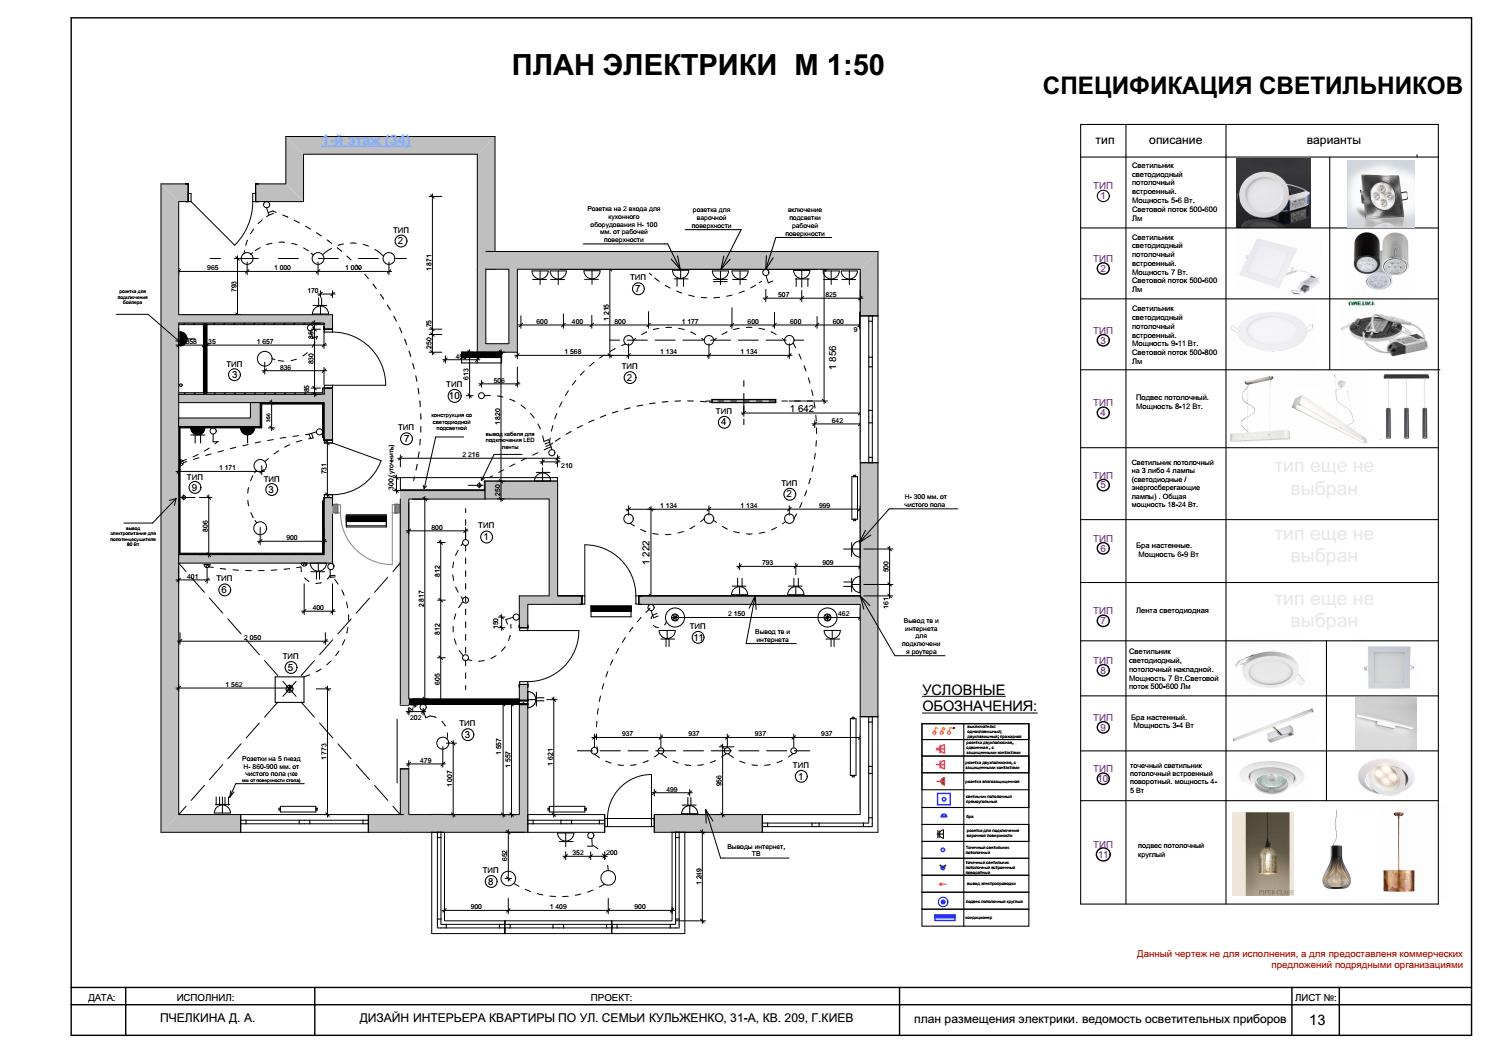 ПЛАН ЭЛЕКТРИКИ М 1:50
СПЕЦИФИКАЦИЯ СВЕТИЛЬНИКОВ
1-й этаж (34)
Розетка на 2 входа для
кухонного
оборудования Н- 100
мм. от рабочей
поверхности
розетка для
варочной
поверхности
включение
подсветки
рабочей
поверхности
розетка для
подключения
бойлера
ТИП
2
965
1 000
1 000
793
170
1 871
75
250
ТИП
7
507
825
1 215
600
400
800
1 177
600
600
600
9
1 568
1 134
1 134
1 856
358
35
1 657
830
836
ТИП
3
613
506
ТИП
10
1 820
ТИП
2
1 642
ТИП
4
642
конструкция со
светодиодной
подсветкой
вывод кабеля для
подключения LED
ленты
ТИП
7
2 216
210
300 (уточнить)
250
356
1 171
731
ТИП
9
ТИП
3
806
900
вывод
электропитания для
полотенцесушителя
80 Вт
ТИП
2
1 134
1 134
999
1 222
Н- 300 мм. от
чистого пола
793
909
500
161
800
ТИП
1
812
2 817
812
605
150
401
ТИП
6
400
2 050
ТИП
5
1 562
1 773
2 150
462
ТИП
11
Вывод тв и
интернета
Вывод тв и
интернета
для
подключени
я роутера
202
ТИП
3
479
1 007
1 557
1 557
1 621
937
937
937
937
956
ТИП
1
499
Розетки на 5 гнезд
Н- 860-900 мм. от
чистого пола (100
мм от поверхности стола)
Выводы интернет,
ТВ
652
352
200
ТИП
8
900
1 409
900
1 249
УСЛОВНЫЕ
ОБОЗНАЧЕНИЯ:
выключатели:
одноклавишный;
двухклавишный; проходной
розетка двухполюсная,
сдвоенная , с
защищенными контактами
розетка двухполюсная, с
защищенными контактами
розетка влагозащищенная
светильник потолочный
прямоугольный
бра
розетка для подключения
варочной поверхности
Точечный светильник
потолочный
точечный светильник
потолочный встроенный
поворотный
вывод электропроводки
подвес потолочный круглый
кондиционер
тип
описание
варианты
ТИП
1
Светильник
светодиодный
потолочный
встроенный.
Мощность 5-6 Вт.
Световой поток 500-600
Лм
ТИП
2
Светильник
светодиодный
потолочный
встроенный.
Мощность 7 Вт.
Световой поток 500-600
Лм
ТИП
3
Светильник
светодиодный
потолочный
встроенный.
Мощность 9-11 Вт.
Световой поток 500-800
Лм
ТИП
4
Подвес потолочный.
Мощность 8-12 Вт.
ТИП
5
Светильник потолочный
на 3 либо 4 лампы
(светодиодные /
энергосберегающие
лампы) . Общая
мощность 18-24 Вт.
тип еще не
выбран
ТИП
6
Бра настенные.
Мощность 6-9 Вт
тип еще не
выбран
ТИП
7
Лента светодиодная
тип еще не
выбран
ТИП
8
Светильник
светодиодный,
потолочный накладной.
Мощность 7 Вт.Световой
поток 500-600 Лм
ТИП
9
Бра настенный.
Мощность 3-4 Вт
ТИП
10
точечный светильник
потолочный встроенный
поворотный. мощность 4-
5 Вт
ТИП
11
подвес потолочный
круглый
Данный чертеж не для исполнения, а для предоставленя коммерческих
предложений подрядными организациями
ДАТА:
ИСПОЛНИЛ:
ПРОЕКТ:
ЛИСТ №:
ПЧЕЛКИНА Д. А.
ДИЗАЙН ИНТЕРЬЕРА КВАРТИРЫ ПО УЛ. СЕМЬИ КУЛЬЖЕНКО, 31-А, КВ. 209, Г.КИЕВ
план размещения электрики. ведомость осветительных приборов
13